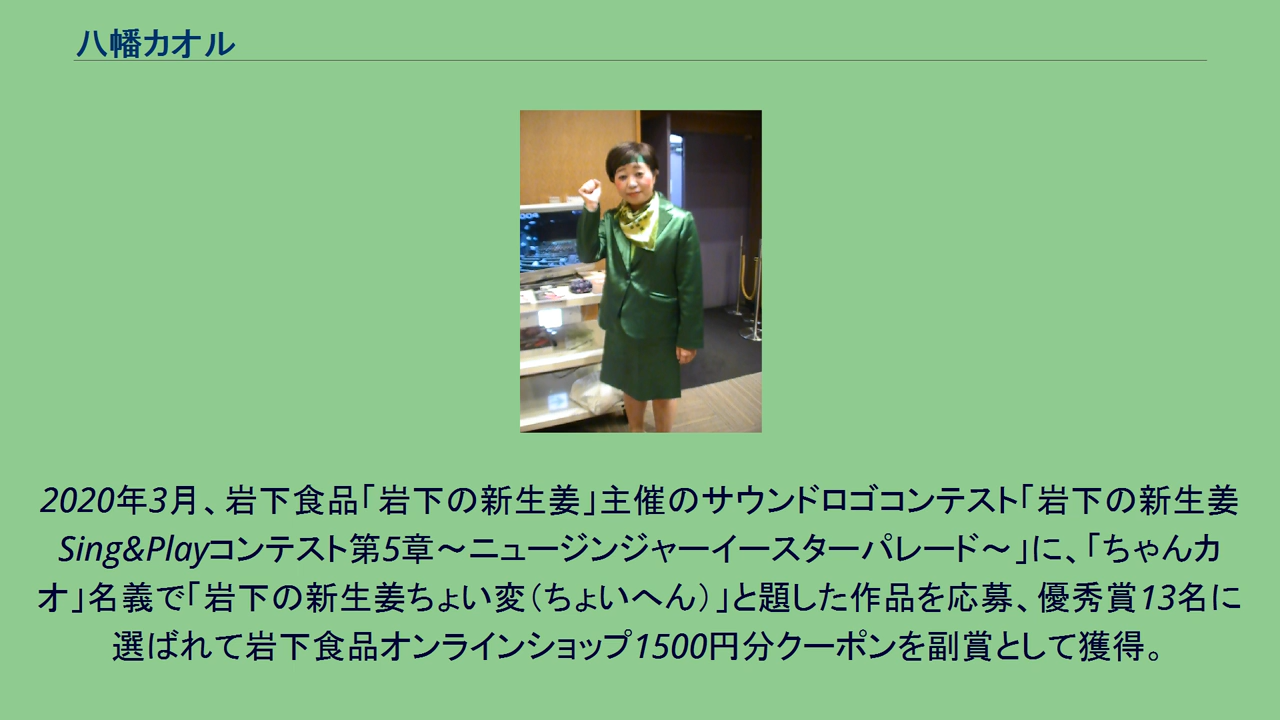 八幡カオル
2020年3月、岩下食品「岩下の新生姜」主催のサウンドロゴコンテスト「岩下の新生姜
Sing&Playコンテスト第5章～ニュージンジャーイースターパレード～」に、「ちゃんカ
オ」名義で「岩下の新生姜ちょい変（ちょいへん）」と題した作品を応募、優秀賞13名に
選ばれて岩下食品オンラインショップ1500円分クーポンを副賞として獲得。